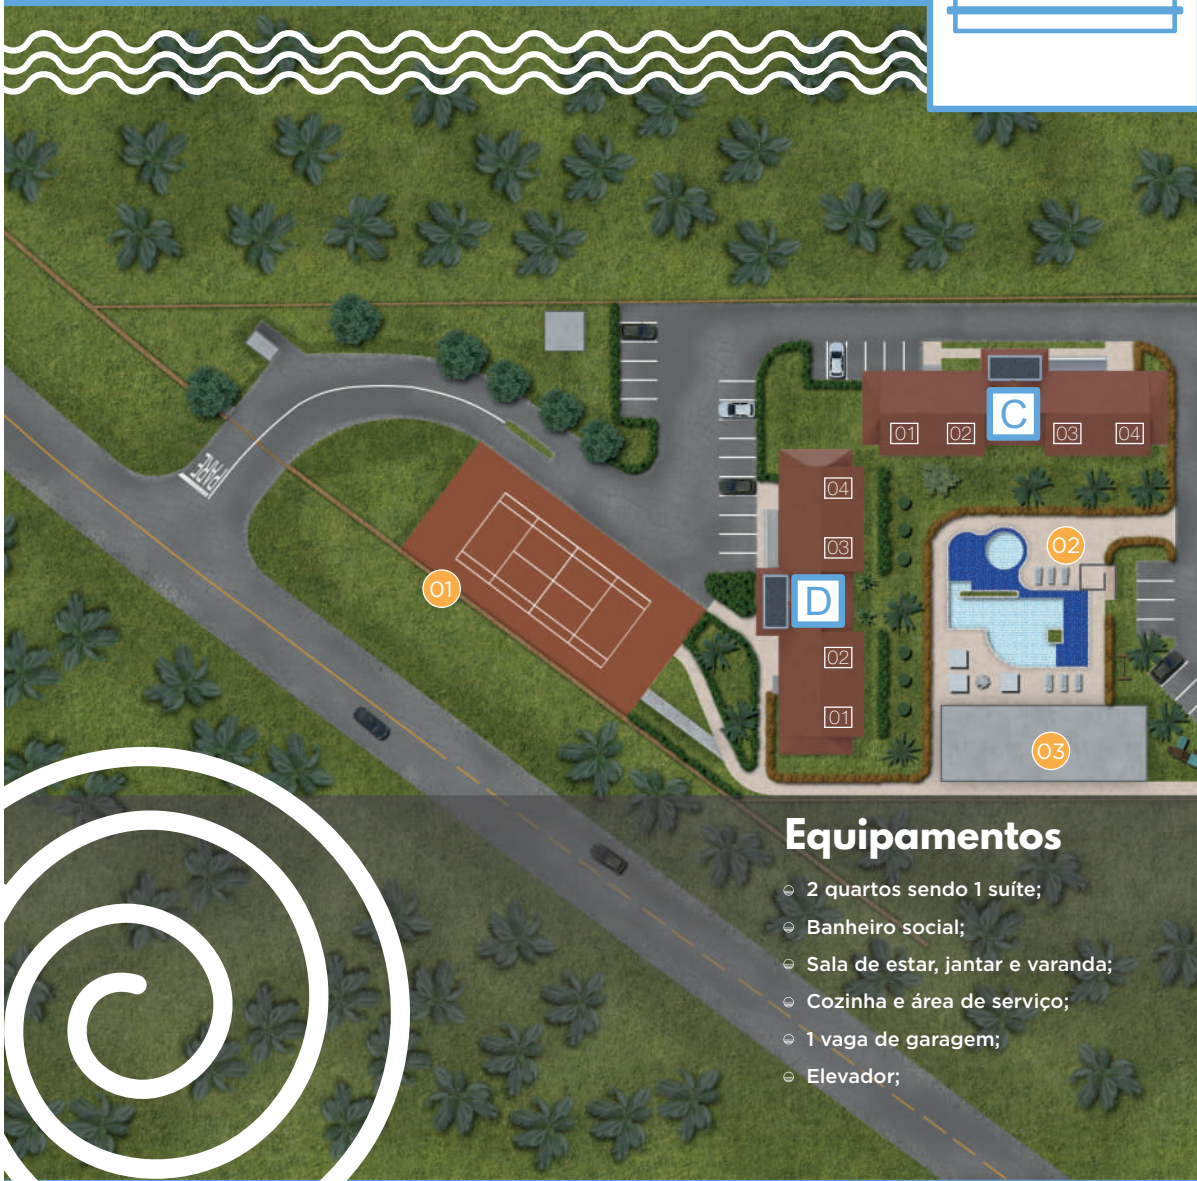 C
01
02
03
04
04
03
D
02
01
02
01
03
PARE
Equipamentos
2 quartos sendo 1 suíte;
Banheiro social;
Sala de estar, jantar e varanda;
Cozinha e área de serviço;
1 vaga de garagem;
Elevador;